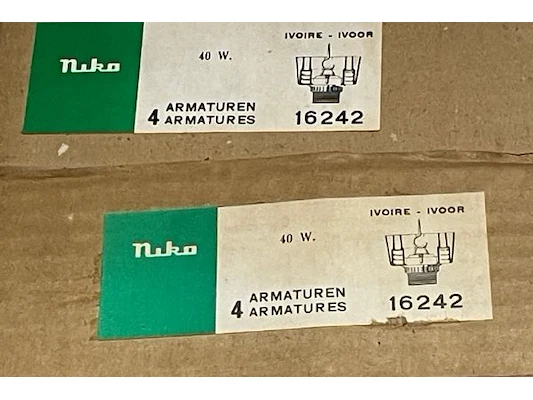 Niko
40 W.
IVOIRE - IVOOR
4 ARMATUREN
ARMATURES
16242
Niko
40 W.
IVOIRE - IVOOR
4 ARMATUREN
ARMATURES
16242